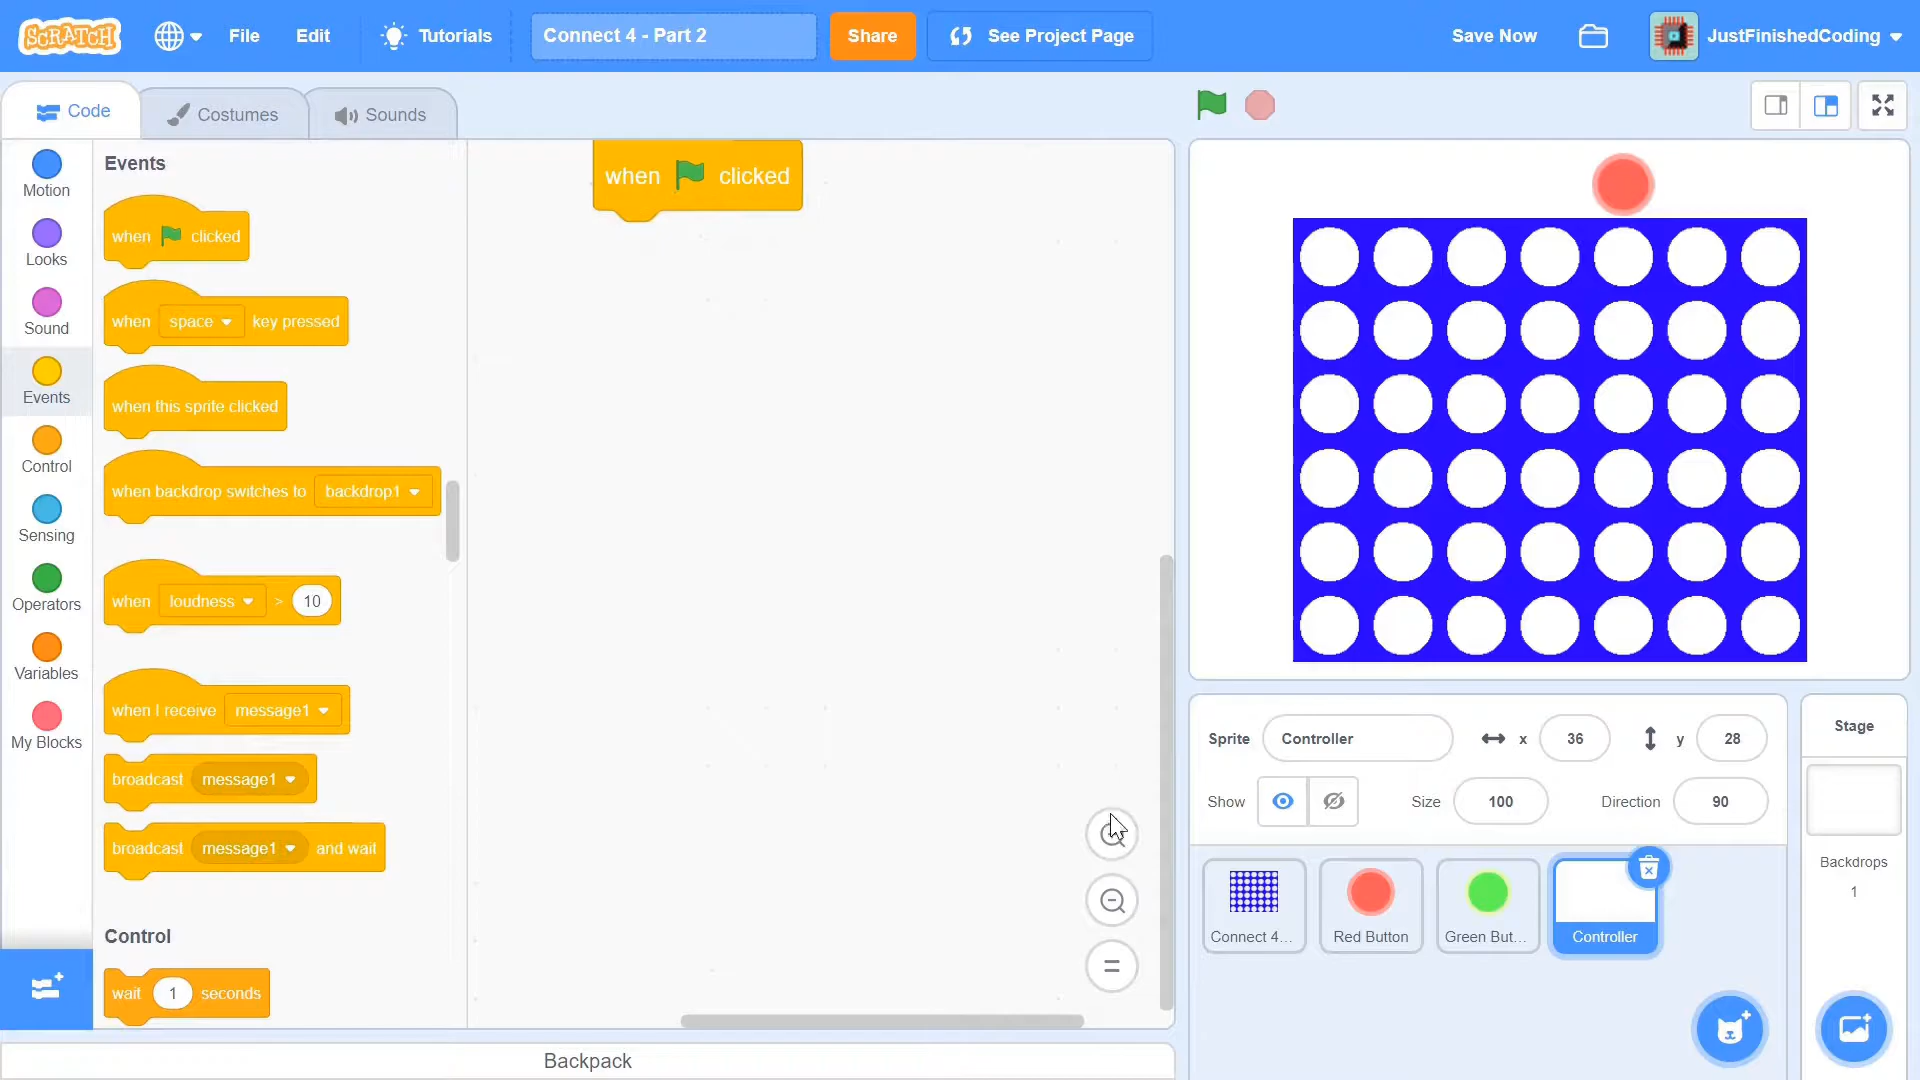 SCRATCH File Edit Tutorials Connect 4 - Part 2 Share See Project Page Save Now JustFinishedCoding
Code Costumes Sounds
Motion
Looks
Sound
Events
Control
Sensing
Operators
Variables
My Blocks
Events
when clicked
when space key pressed
when this sprite clicked
when backdrop switches to backdrop1
when loudness > 10
when I receive message1
broadcast message1
broadcast message1 and wait
Control
wait 1 seconds
when clicked
Backpack
Sprite Controller x 36 y 28
Show Size 100 Direction 90
Connect 4... Red Button Green But... Controller
Stage
Backdrops
1